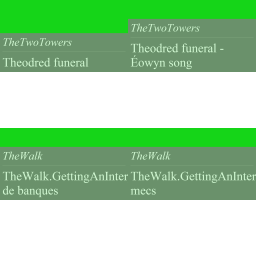 TheTwoTowers
Theodred funeral
TheTwoTowers
Theodred funeral -
Éowyn song
TheWalk
TheWalk.GettingAnInter
de banques
TheWalk
TheWalk.GettingAnInter
mecs